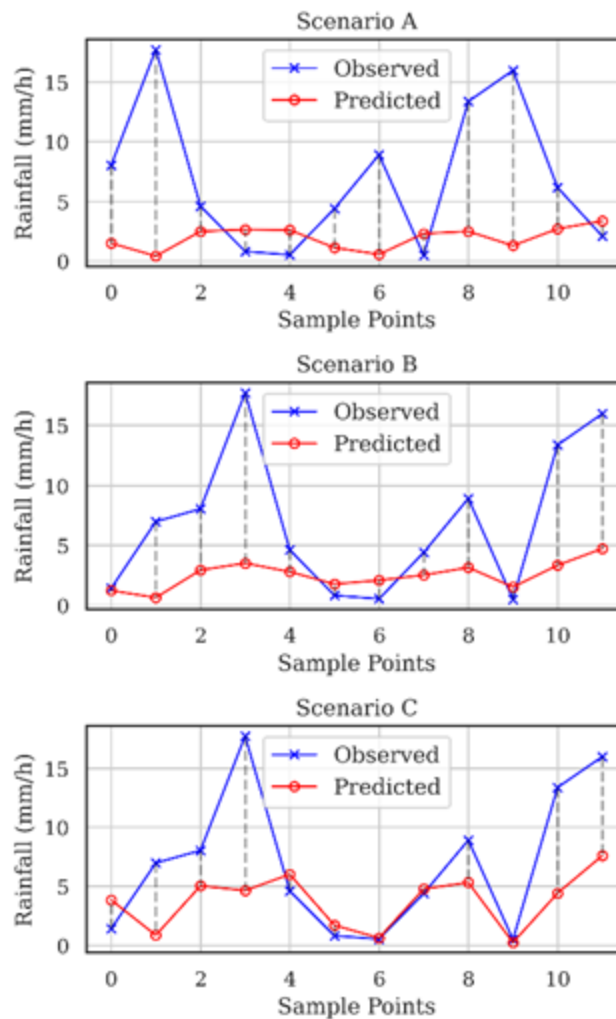 Scenario A
Rainfall (mm/h)
15
10
5
0
Observed
Predicted
0 2 4 6 8 10
Sample Points
Scenario B
Rainfall (mm/h)
15
10
5
0
Observed
Predicted
0 2 4 6 8 10
Sample Points
Scenario C
Rainfall (mm/h)
15
10
5
0
Observed
Predicted
0 2 4 6 8 10
Sample Points